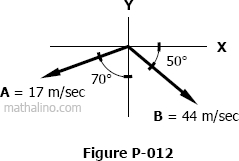 Y
X
50°
70°
A = 17 m/sec
mathalino.com
B = 44 m/sec
Figure P-012